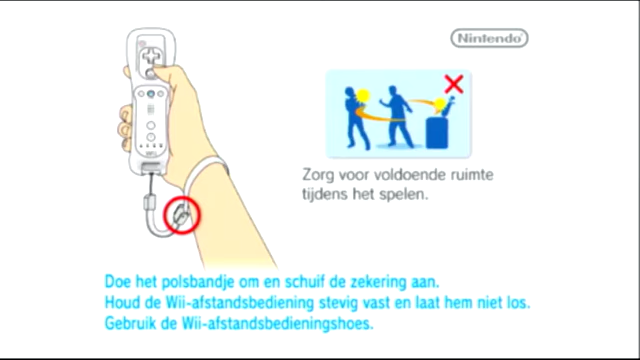 Nintendo
Zorg voor voldoende ruimte
tijdens het spelen.
Doe het polsbandje om en schuif de zekering aan.
Houd de Wii-afstandsbediening stevig vast en laat hem niet los.
Gebruik de Wii-afstandsbedieningshoes.